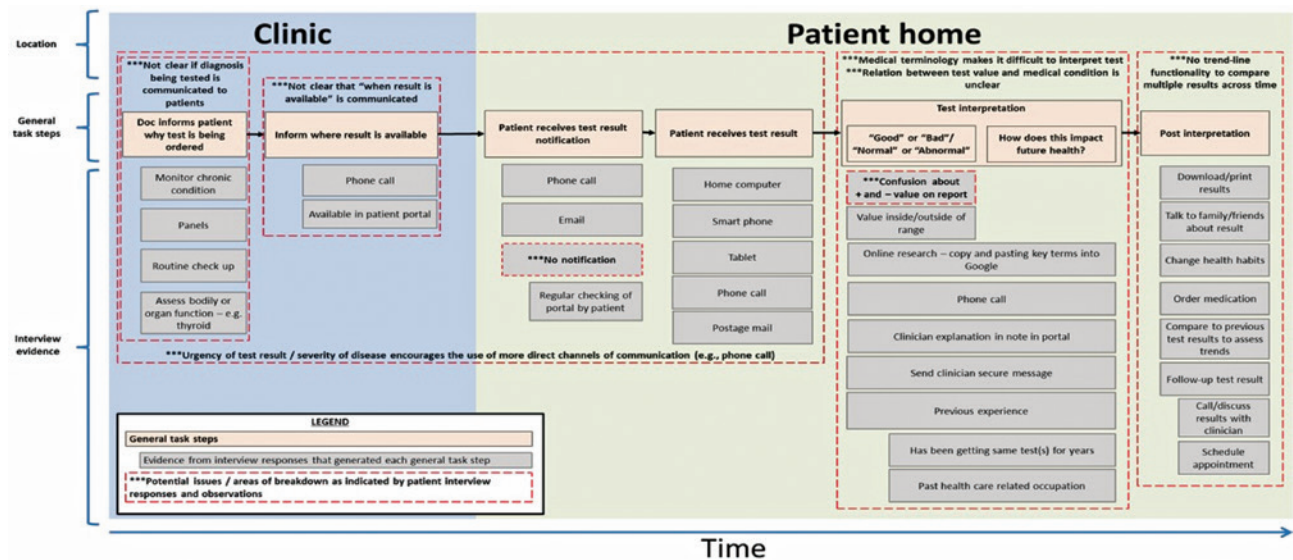 Clinic
Patient home
Location
***Not clear if diagnosis
being tested is
communicated to
patients
***Not clear that “when result is
available” is communicated
***Medical terminology makes it difficult to interpret test
***Relation between test value and medical condition is
unclear
***No trend-line
functionality to compare
multiple results across time
General
task steps
Doc informs patient
why test is being
ordered
Inform where result is available
Patient receives test result
notification
Patient receives test result
Test interpretation
“Good” or “Bad”/
“Normal” or “Abnormal”
How does this impact
future health?
Post interpretation
Interview
evidence
Monitor chronic
condition
Panels
Routine check up
Assess bodily or
organ function – e.g.
thyroid
Phone call
Available in patient portal
Phone call
Email
***No notification
Regular checking of
portal by patient
Home computer
Smart phone
Tablet
Phone call
Postage mail
***Confusion about
+ and – value on report
Value inside/outside of
range
Online research – copy and pasting key terms into
Google
Phone call
Clinician explanation in note in portal
Send clinician secure message
Previous experience
Has been getting same test(s) for years
Past health care related occupation
Download/print
results
Talk to family/friends
about result
Change health habits
Order medication
Compare to previous
test results to assess
trends
Follow-up test result
Call/discuss
results with
clinician
Schedule
appointment
***Urgency of test result / severity of disease encourages the use of more direct channels of communication (e.g., phone call)
LEGEND
General task steps
Evidence from interview responses that generated each general task step
***Potential issues / areas of breakdown as indicated by patient interview
responses and observations
Time